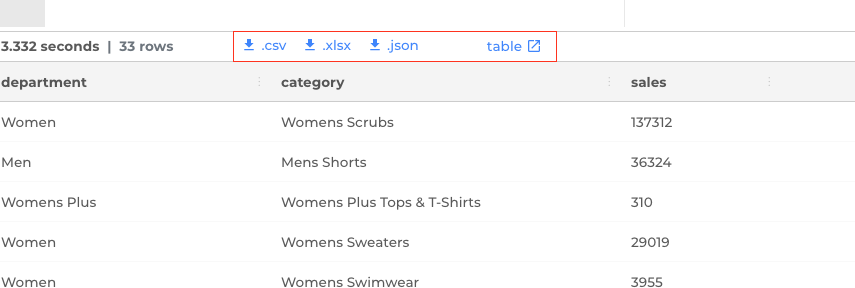 3.332 seconds | 33 rows .csv .xlsx .json table
department category sales
Women Womens Scrubs 137312
Men Mens Shorts 36324
Womens Plus Womens Plus Tops & T-Shirts 310
Women Womens Sweaters 29019
Women Womens Swimwear 3955